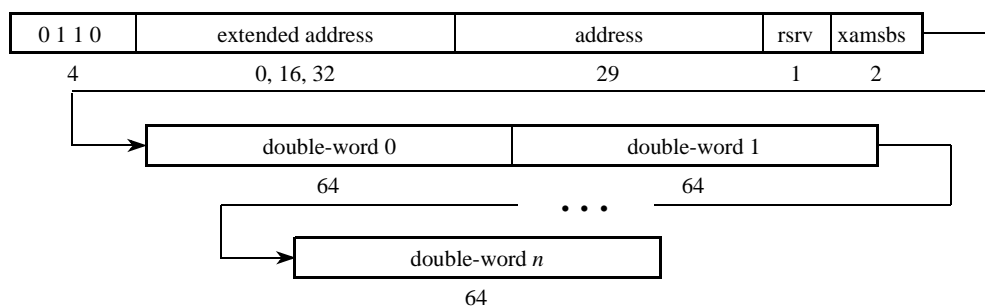 0 1 1 0 extended address address rsrv xamsbs
4 0, 16, 32 29 1 2
double-word 0 double-word 1
64 64
• • •
double-word n
64